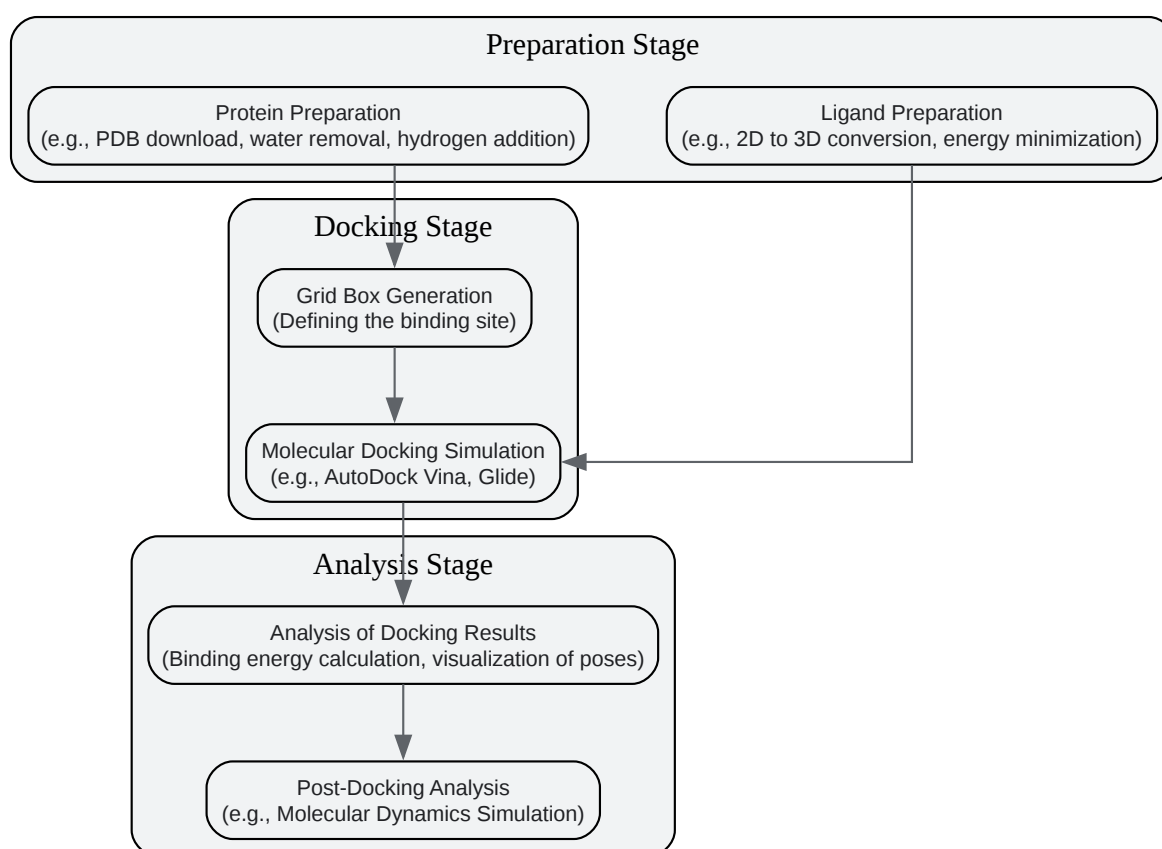 Preparation Stage
Protein Preparation
(e.g., PDB download, water removal, hydrogen addition)
Ligand Preparation
(e.g., 2D to 3D conversion, energy minimization)
Docking Stage
Grid Box Generation
(Defining the binding site)
Molecular Docking Simulation
(e.g., AutoDock Vina, Glide)
Analysis Stage
Analysis of Docking Results
(Binding energy calculation, visualization of poses)
Post-Docking Analysis
(e.g., Molecular Dynamics Simulation)